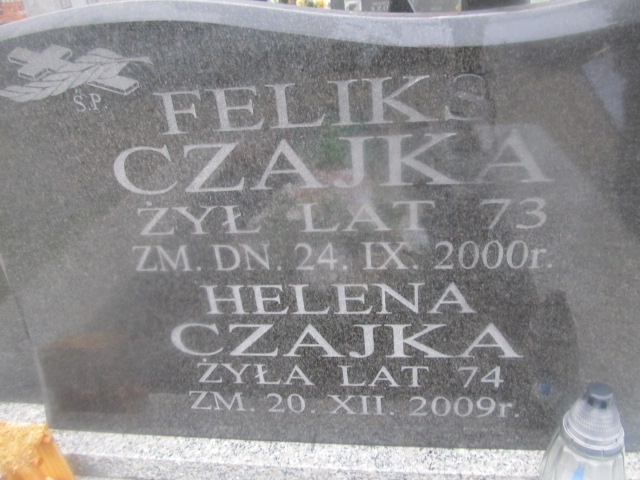 Ś.P.
FELIKS
CZAJKA
ŻYŁ LAT 73
ZM. DN. 24. IX. 2000r.
HELENA
CZAJKA
ŻYŁA LAT 74
ZM. 20. XII. 2009r.